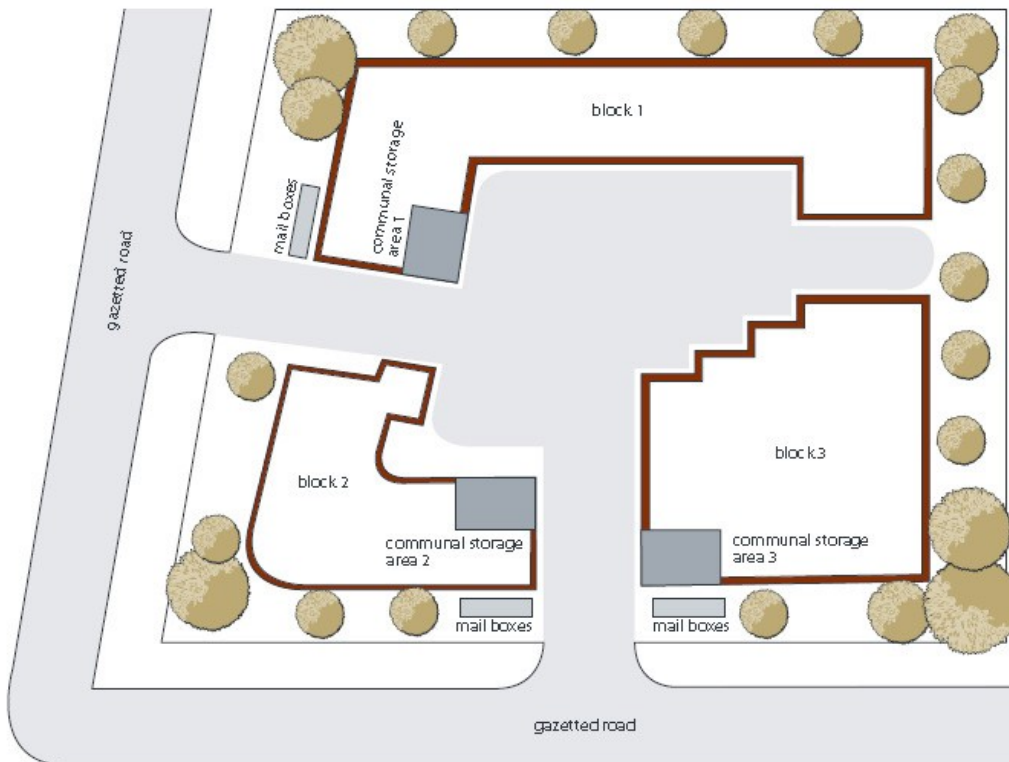 block 1
communal storage
area 1
mail boxes
gazetted road
block 2
block 3
communal storage
area 2
communal storage
area 3
mail boxes
mail boxes
gazetted road